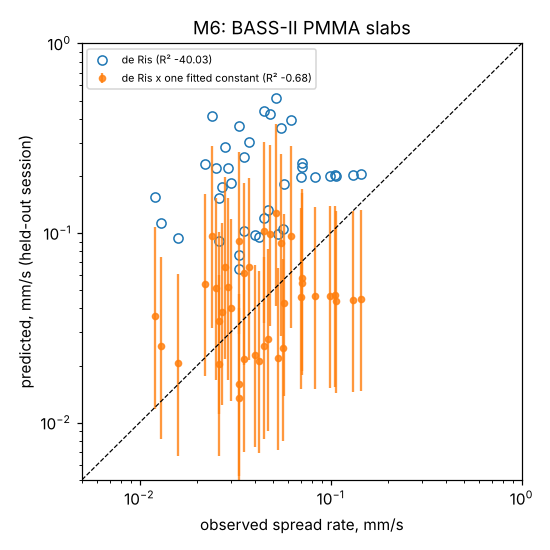 M6: BASS-II PMMA slabs
de Ris (R² -40.03)
de Ris x one fitted constant (R² -0.68)
predicted, mm/s (held-out session)
10⁰
10⁻¹
10⁻²
10⁻²
10⁻¹
10⁰
observed spread rate, mm/s